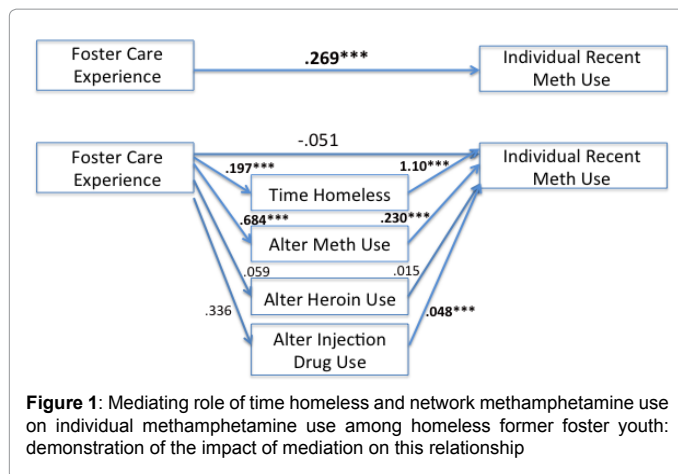 Foster Care
Experience
.269***
Individual Recent
Meth Use
Foster Care
Experience
-.051
Individual Recent
Meth Use
.197***
1.10***
Time Homeless
.684***
.230***
Alter Meth Use
.059
.015
Alter Heroin Use
.336
.048***
Alter Injection
Drug Use
Figure 1: Mediating role of time homeless and network methamphetamine use
on individual methamphetamine use among homeless former foster youth:
demonstration of the impact of mediation on this relationship